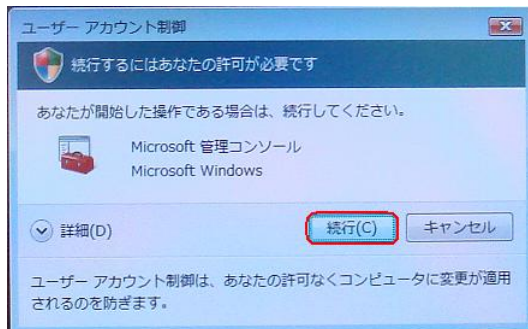 ユーザー アカウント制御
続行するにはあなたの許可が必要です
あなたが開始した操作である場合は、続行してください。
Microsoft 管理コンソール
Microsoft Windows
詳細(D)
続行(C)
キャンセル
ユーザー アカウント制御は、あなたの許可なくコンピュータに変更が適用
されるのを防ぎます。